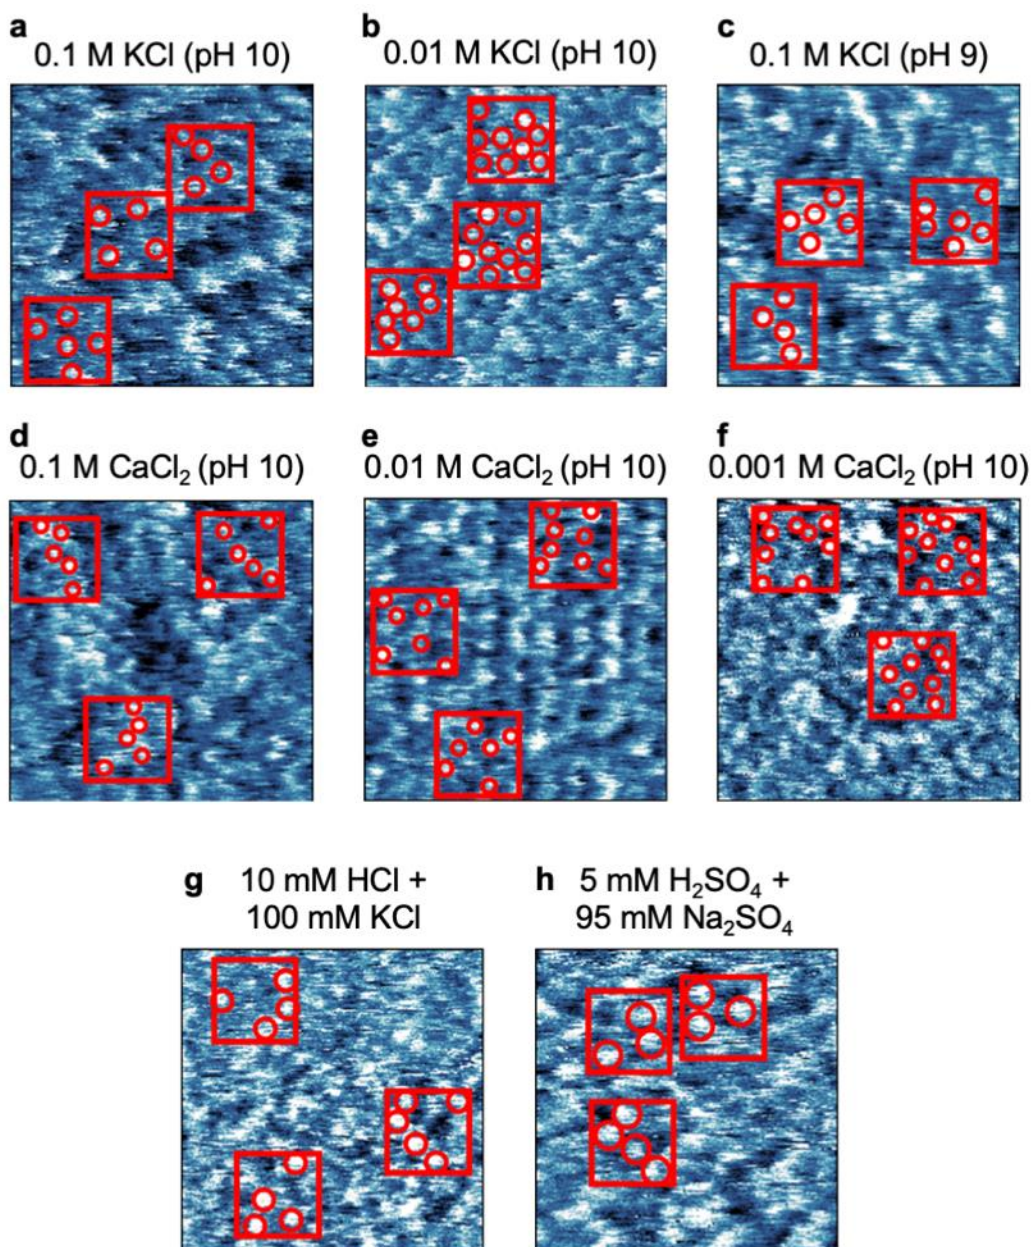 a
0.1 M KCl (pH 10)
b
0.01 M KCl (pH 10)
c
0.1 M KCl (pH 9)
d
0.1 M CaCl₂ (pH 10)
e
0.01 M CaCl₂ (pH 10)
f
0.001 M CaCl₂ (pH 10)
g
10 mM HCl +
100 mM KCl
h
5 mM H₂SO₄ +
95 mM Na₂SO₄